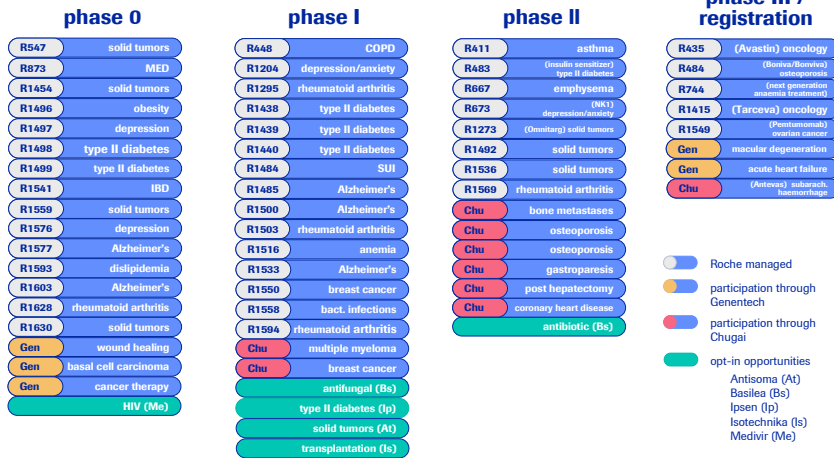 phase 0
R547 solid tumors
R873 MED
R1454 solid tumors
R1496 obesity
R1497 depression
R1498 type II diabetes
R1499 type II diabetes
R1541 IBD
R1559 solid tumors
R1576 depression
R1577 Alzheimer's
R1593 dislipidemia
R1603 Alzheimer's
R1628 rheumatoid arthritis
R1630 solid tumors
Gen wound healing
Gen basal cell carcinoma
Gen cancer therapy
HIV (Me)
phase I
R448 COPD
R1204 depression/anxiety
R1295 rheumatoid arthritis
R1438 type II diabetes
R1439 type II diabetes
R1440 type II diabetes
R1484 SUI
R1485 Alzheimer's
R1500 Alzheimer's
R1503 rheumatoid arthritis
R1516 anemia
R1533 Alzheimer's
R1550 breast cancer
R1558 bact. infections
R1594 rheumatoid arthritis
Chu multiple myeloma
Chu breast cancer
antifungal (Bs)
type II diabetes (Ip)
solid tumors (At)
transplantation (Is)
phase II
R411 asthma
R483 (insulin sensitizer)
type II diabetes
R667 emphysema
R673 (NK1)
depression/anxiety
R1273 (Omnitarg) solid tumors
R1492 solid tumors
R1536 solid tumors
R1569 rheumatoid arthritis
Chu bone metastases
Chu osteoporosis
Chu osteoporosis
Chu gastroparesis
Chu post hepatectomy
Chu coronary heart disease
antibiotic (Bs)
phase III /
registration
R435 (Avastin) oncology
R484 (Boniva/Bonviva)
osteoporosis
R744 (next generation
anaemia treatment)
R1415 (Tarceva) oncology
R1549 (Pemtumomab)
ovarian cancer
Gen macular degeneration
Gen acute heart failure
Chu (Antevas) subarach.
haemorrhage
Roche managed
participation through
Genentech
participation through
Chugai
opt-in opportunities
Antisoma (At)
Basilea (Bs)
Ipsen (Ip)
Isotechnika (Is)
Medivir (Me)